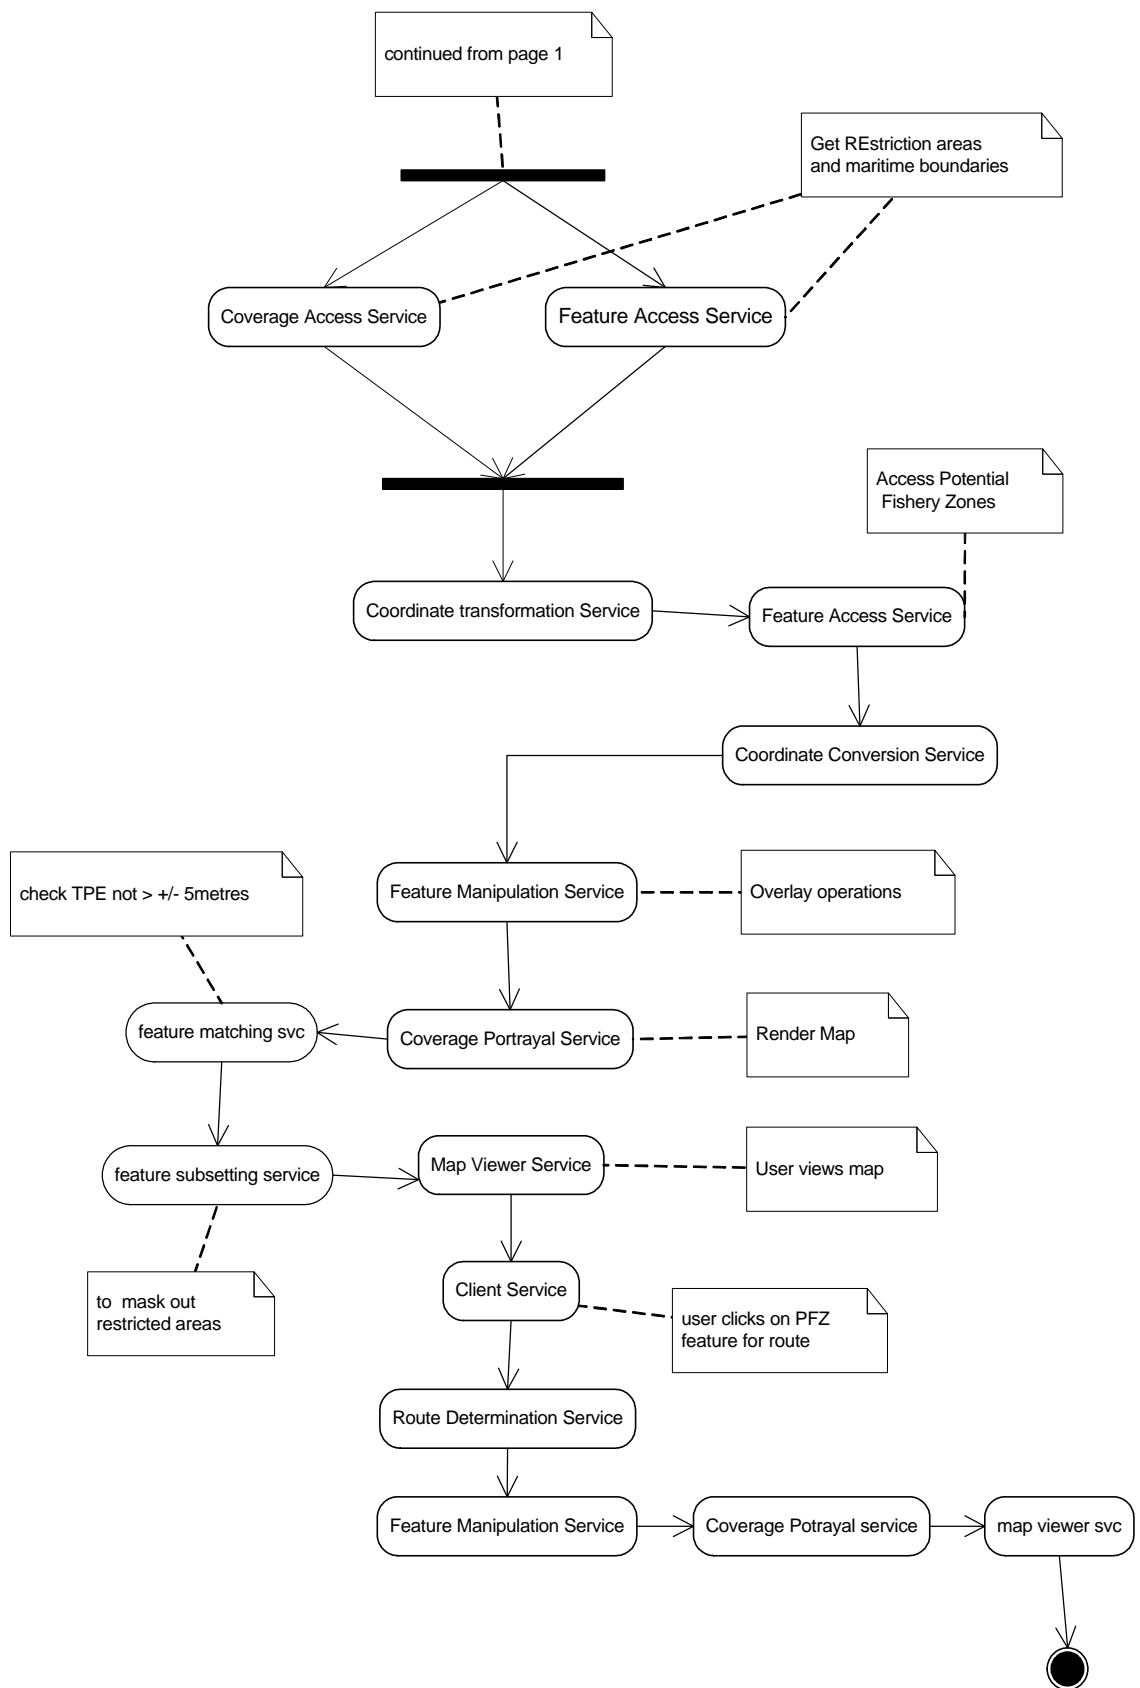 continued from page 1
Get REstriction areas
and maritime boundaries
Coverage Access Service
Feature Access Service
Access Potential
Fishery Zones
Coordinate transformation Service
Feature Access Service
Coordinate Conversion Service
check TPE not > +/- 5metres
Feature Manipulation Service
Overlay operations
feature matching svc
Coverage Portrayal Service
Render Map
feature subsetting service
Map Viewer Service
User views map
to mask out
restricted areas
Client Service
user clicks on PFZ
feature for route
Route Determination Service
Feature Manipulation Service
Coverage Potrayal service
map viewer svc